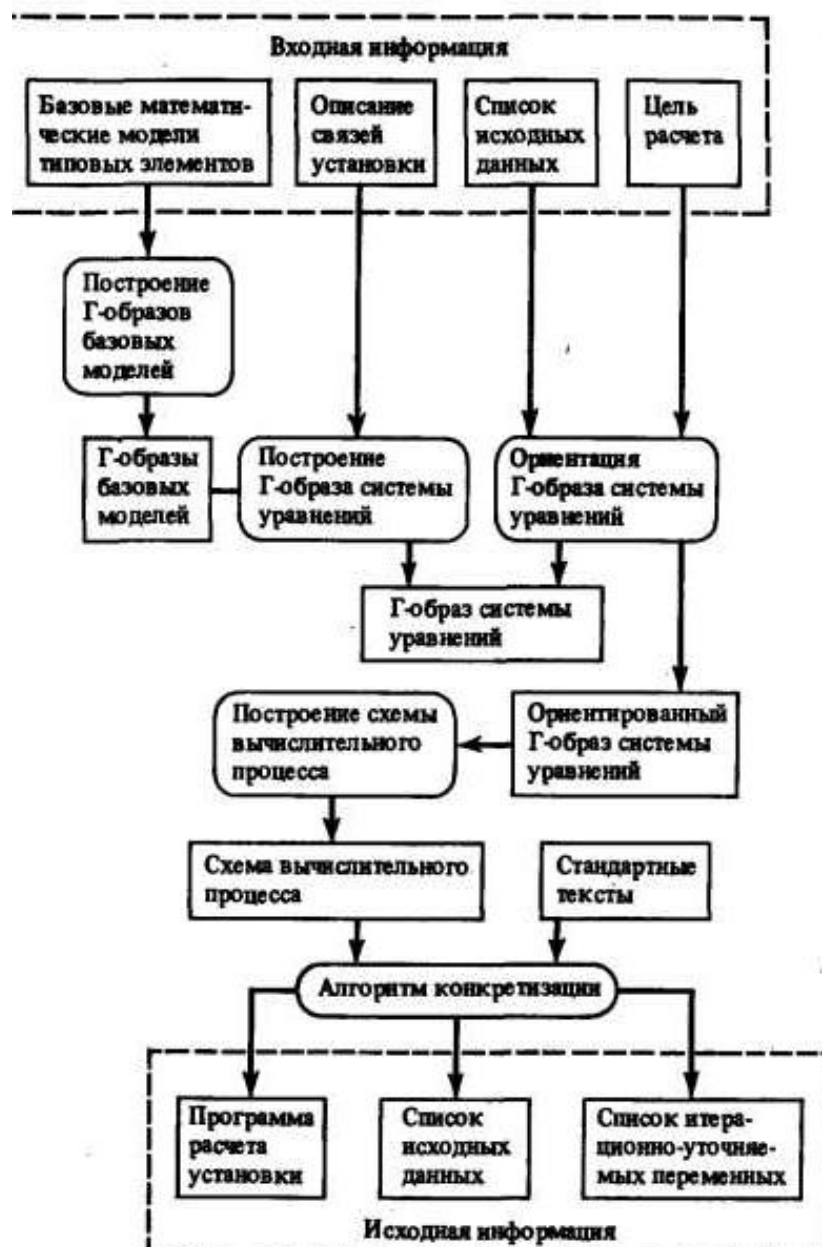 Входная информация
Базовые математи-
ческие модели
типовых элементов
Описание
связей
установки
Список
исходных
данных
Цель
расчета
Построение
Г-образов
базовых
моделей
Г-образы
базовых
моделей
Построение
Г-образа системы
уравнений
Ориентация
Г-образа системы
уравнений
Г-образ системы
уравнений
Построение схемы
вычислительного
процесса
Ориентированный
Г-образ системы
уравнений
Схема вычислительного
процесса
Стандартные
тексты
Алгоритм конкретизации
Программа
расчета
установки
Список
исходных
данных
Список итера-
ционно-уточняе-
мых переменных
Исходная информация